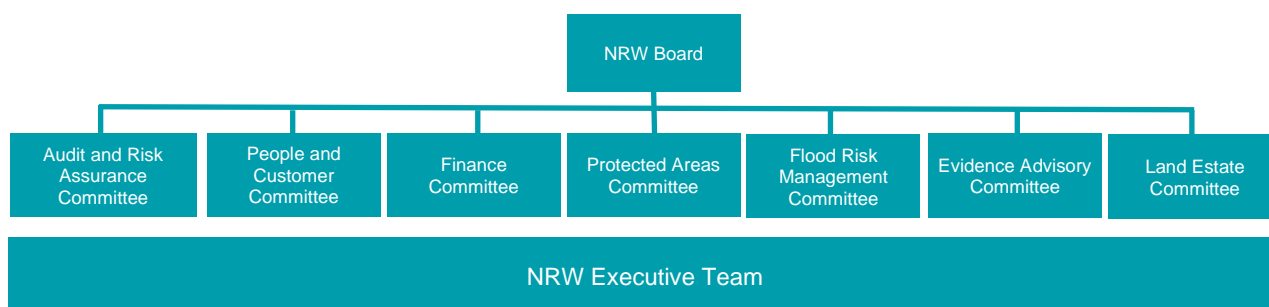 NRW Board
Audit and Risk
Assurance
Committee
People and
Customer
Committee
Finance
Committee
Protected Areas
Committee
Flood Risk
Management
Committee
Evidence Advisory
Committee
Land Estate
Committee
NRW Executive Team